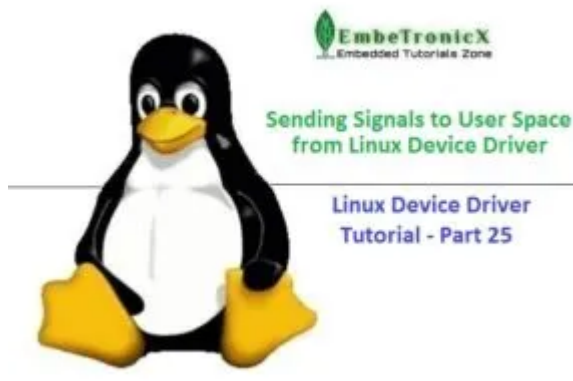 EmbeTronicX
Embedded Tutorials Zone
Sending Signals to User Space
from Linux Device Driver
Linux Device Driver
Tutorial - Part 25